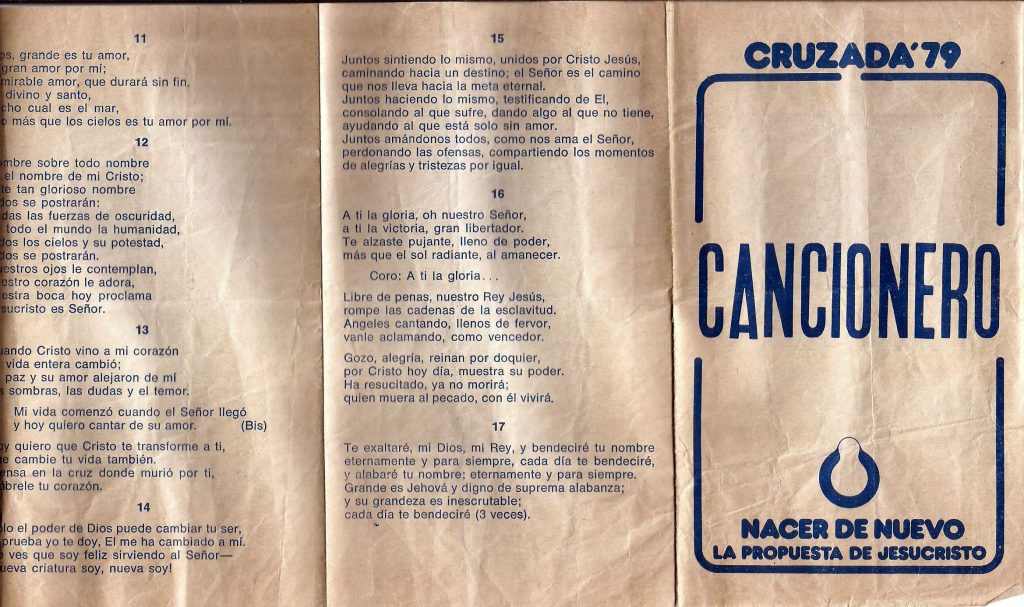 11
os, grande es tu amor,
gran amor por mí;
mirable amor, que durará sin fin,
divino y santo,
cho cual es el mar,
o más que los cielos es tu amor por mí.
12
mbre sobre todo nombre
el nombre de mi Cristo;
te tan glorioso nombre
dos se postrarán:
das las fuerzas de oscuridad,
todo el mundo la humanidad,
dos los cielos y su potestad,
dos se postrarán.
uestros ojos le contemplan,
estro corazón le adora,
estra boca hoy proclama
sucristo es Señor.
13
uando Cristo vino a mi corazón
vida entera cambió;
paz y su amor alejaron de mí
s sombras, las dudas y el temor.
Mi vida comenzó cuando el Señor llegó
y hoy quiero cantar de su amor. (Bis)
oy quiero que Cristo te transforme a ti,
ue cambie tu vida también.
ensa en la cruz donde murió por ti,
ábrele tu corazón.
14
olo el poder de Dios puede cambiar tu ser,
prueba yo te doy, El me ha cambiado a mí.
o ves que soy feliz sirviendo al Señor—
ueva criatura soy, nueva soy!
15
Juntos sintiendo lo mismo, unidos por Cristo Jesús,
caminando hacia un destino; el Señor es el camino
que nos lleva hacia la meta eternal.
Juntos haciendo lo mismo, testificando de El,
consolando al que sufre, dando algo al que no tiene,
ayudando al que está solo sin amor.
Juntos amándonos todos, como nos ama el Señor,
perdonando las ofensas, compartiendo los momentos
de alegrías y tristezas por igual.
16
A ti la gloria, oh nuestro Señor,
a ti la victoria, gran libertador.
Te alzaste pujante, lleno de poder,
más que el sol radiante, al amanecer.
Coro: A ti la gloria...
Libre de penas, nuestro Rey Jesús,
rompe las cadenas de la esclavitud.
Angeles cantando, llenos de fervor,
vanle aclamando, como vencedor.
Gozo, alegría, reinan por doquier,
por Cristo hoy día, muestra su poder.
Ha resucitado, ya no morirá;
quien muera al pecado, con él vivirá.
17
Te exaltaré, mi Dios, mi Rey, y bendeciré tu nombre
eternamente y para siempre, cada día te bendeciré,
y alabaré tu nombre; eternamente y para siempre.
Grande es Jehová y digno de suprema alabanza;
y su grandeza es inescrutable;
cada día te bendeciré (3 veces).
CRUZADA'79
CANCIONERO
NACER DE NUEVO
LA PROPUESTA DE JESUCRISTO